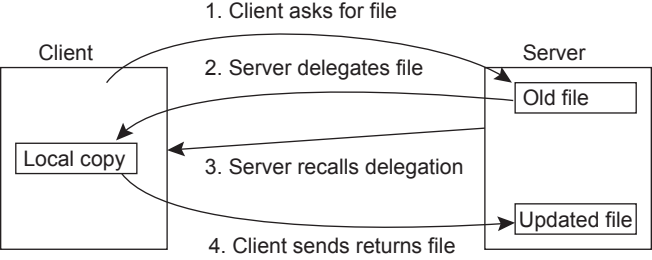 1. Client asks for file
Client
Server
2. Server delegates file
Old file
Local copy
3. Server recalls delegation
Updated file
4. Client sends returns file